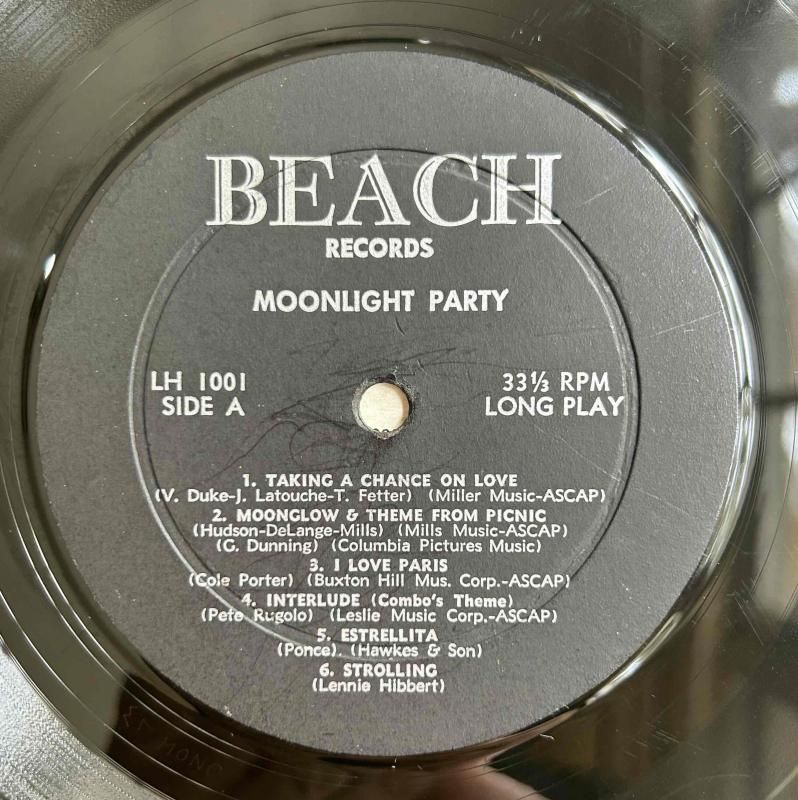 BEACH
RECORDS
MOONLIGHT PARTY
LH 1001
SIDE A
33⅓ RPM
LONG PLAY
1. TAKING A CHANCE ON LOVE
(V. Duke-J. Latouche-T. Fetter) (Miller Music-ASCAP)
2. MOONGLOW & THEME FROM PICNIC
(Hudson-DeLange-Mills) (Mills Music-ASCAP)
(G. Dunning) (Columbia Pictures Music)
3. I LOVE PARIS
(Cole Porter) (Buxton Hill Mus. Corp.-ASCAP)
4. INTERLUDE (Combo's Theme)
(Pete Rugolo) (Leslie Music Corp.-ASCAP)
5. ESTRELLITA
(Ponce). (Hawkes & Son)
6. STROLLING
(Lennie Hibbert)
MONO